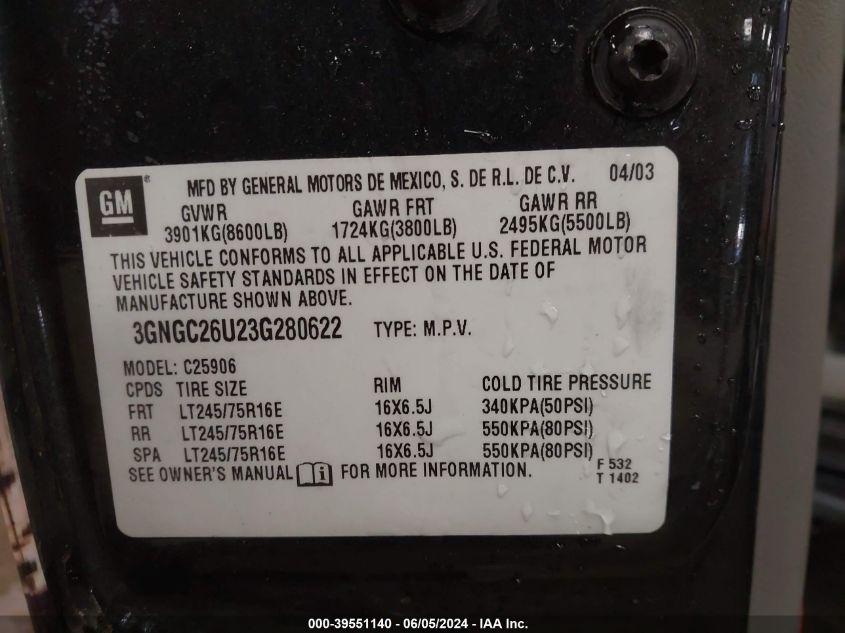 GM ® MFD BY GENERAL MOTORS DE MEXICO, S. DE R.L. DE C.V. 04/03
GVWR GAWR FRT GAWR RR
3901KG(8600LB) 1724KG(3800LB) 2495KG(5500LB)
THIS VEHICLE CONFORMS TO ALL APPLICABLE U.S. FEDERAL MOTOR
VEHICLE SAFETY STANDARDS IN EFFECT ON THE DATE OF
MANUFACTURE SHOWN ABOVE.
3GNGC26U23G280622 TYPE: M.P.V.
MODEL: C25906
CPDS TIRE SIZE RIM COLD TIRE PRESSURE
FRT LT245/75R16E 16X6.5J 340KPA(50PSI)
RR LT245/75R16E 16X6.5J 550KPA(80PSI)
SPA LT245/75R16E 16X6.5J 550KPA(80PSI)
SEE OWNER'S MANUAL i FOR MORE INFORMATION. F 532
T 1402
000-39551140 - 06/05/2024 - IAA Inc.